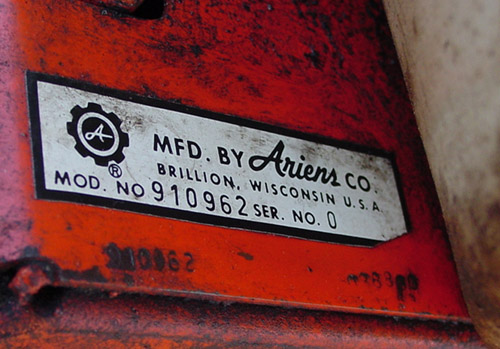 MFD. BY Ariens CO.
BRILLION, WISCONSIN U.S.A
MOD. NO 910962 SER. NO. 0
A
®